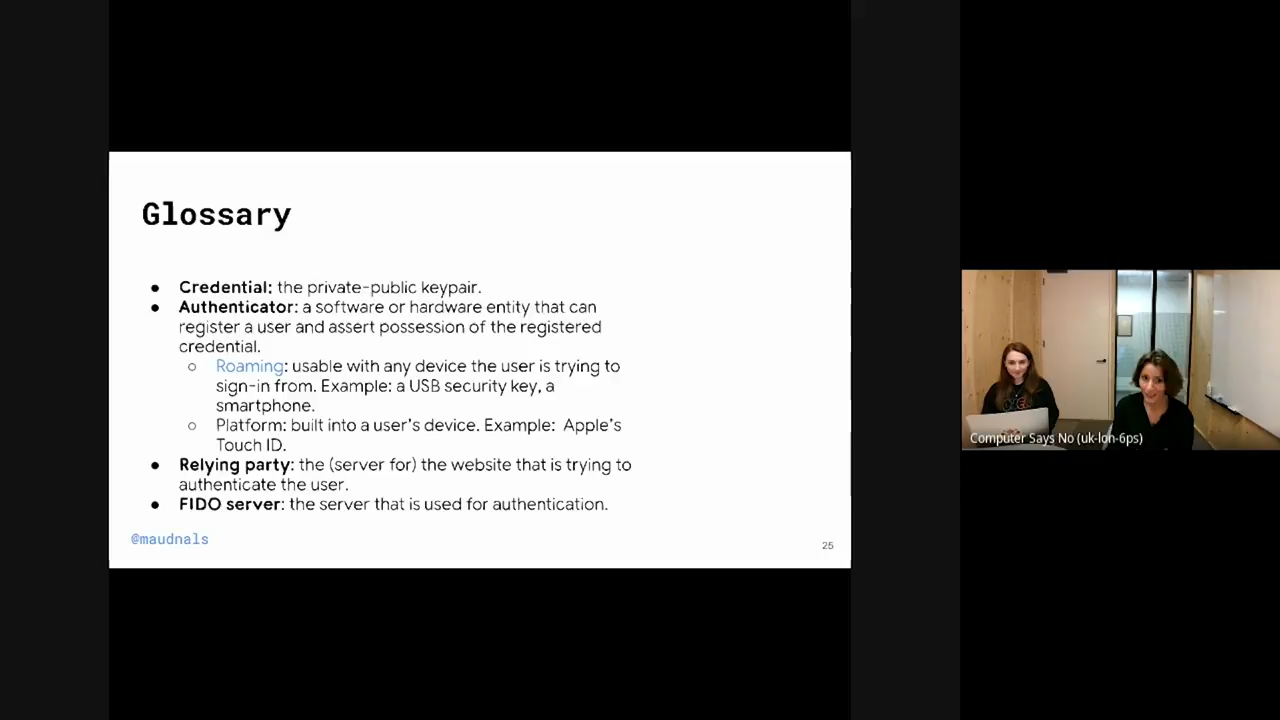 Glossary
● Credential: the private-public keypair.
● Authenticator: a software or hardware entity that can
register a user and assert possession of the registered
credential.
○ Roaming: usable with any device the user is trying to
sign-in from. Example: a USB security key, a
smartphone.
○ Platform: built into a user's device. Example: Apple's
Touch ID.
● Relying party: the (server for) the website that is trying to
authenticate the user.
● FIDO server: the server that is used for authentication.
@maudnals
25
Computer Says No (uk-lon-6ps)